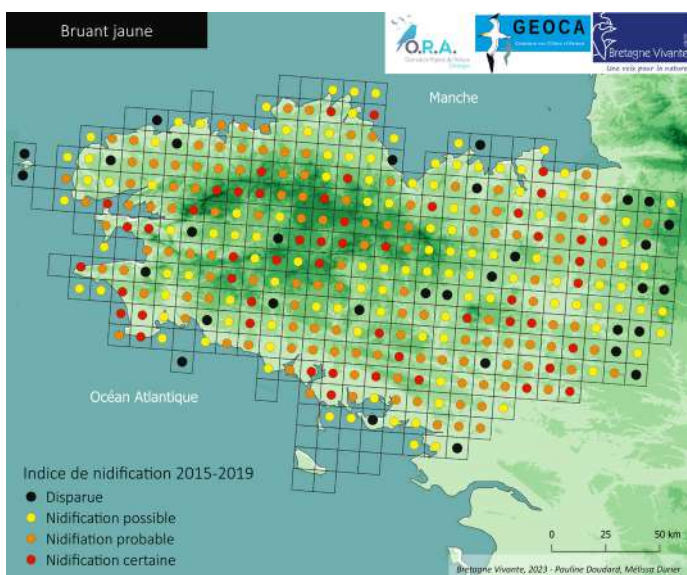 Bruant jaune
O.R.A.
GEOCA
Bretagne Vivante
Une voix pour la nature
Manche
Océan Atlantique
Indice de nidification 2015-2019
Disparue
Nidification possible
Nidifiation probable
Nidification certaine
0 25 50 km
Bretagne Vivante, 2023 - Pauline Doudard, Mélissa Durier